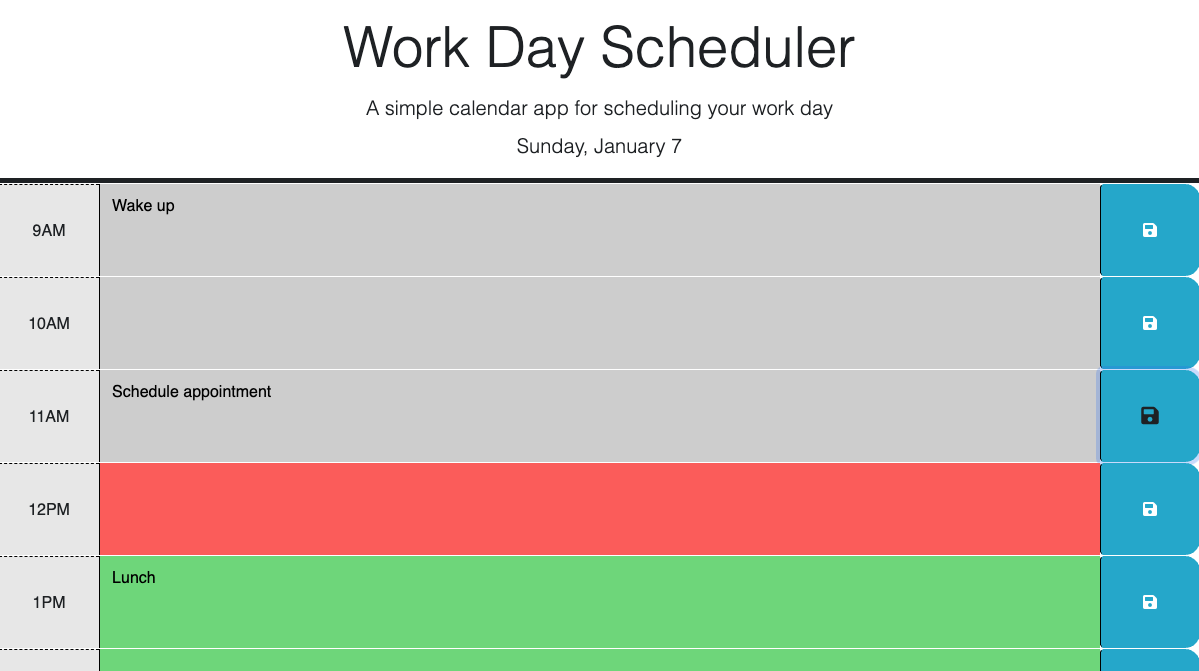 Work Day Scheduler
A simple calendar app for scheduling your work day
Sunday, January 7
9AM
Wake up
10AM
11AM
Schedule appointment
12PM
1PM
Lunch